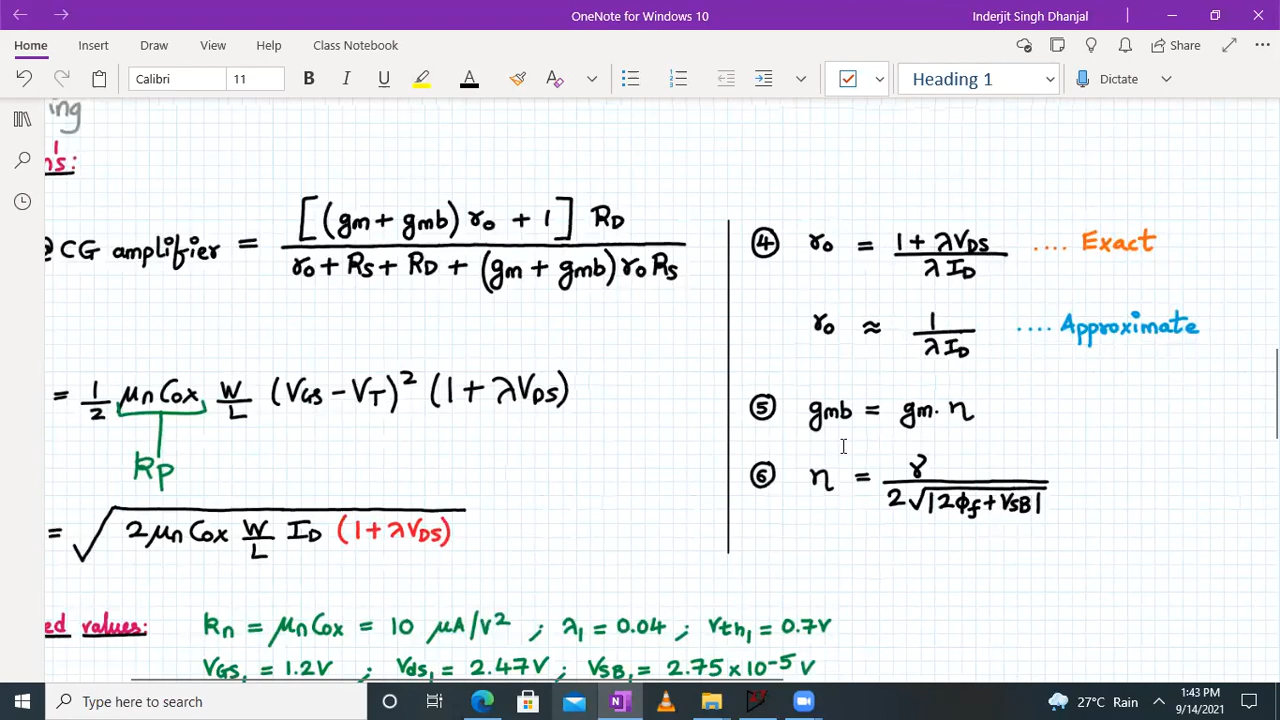 OneNote for Windows 10
Inderjit Singh Dhanjal
Home Insert Draw View Help Class Notebook Share
Calibri 11 B I U A Heading 1 Dictate
ing
ns:
@ CG amplifier = [(gm + gmb) ro + 1] RD / ro + RS + RD + (gm + gmb) ro RS
= 1/2 μn Cox W/L (VGS - VT)² (1 + λVDS)
kp
= √ 2μn Cox W/L ID (1 + λVDS)
④ ro = 1 + λVDS / λ ID .... Exact
ro ≈ 1 / λ ID .... Approximate
⑤ gmb = gm. η
⑥ η = γ / 2√|2φf + VSB|
ed values: kn = μn Cox = 10 μA/V² ; λ1 = 0.04 ; Vth1 = 0.7V
VGS1 = 1.2V ; Vds1 = 2.47V ; VSB1 = 2.75 x 10⁻⁵ V
Type here to search
27°C Rain
1:43 PM
9/14/2021